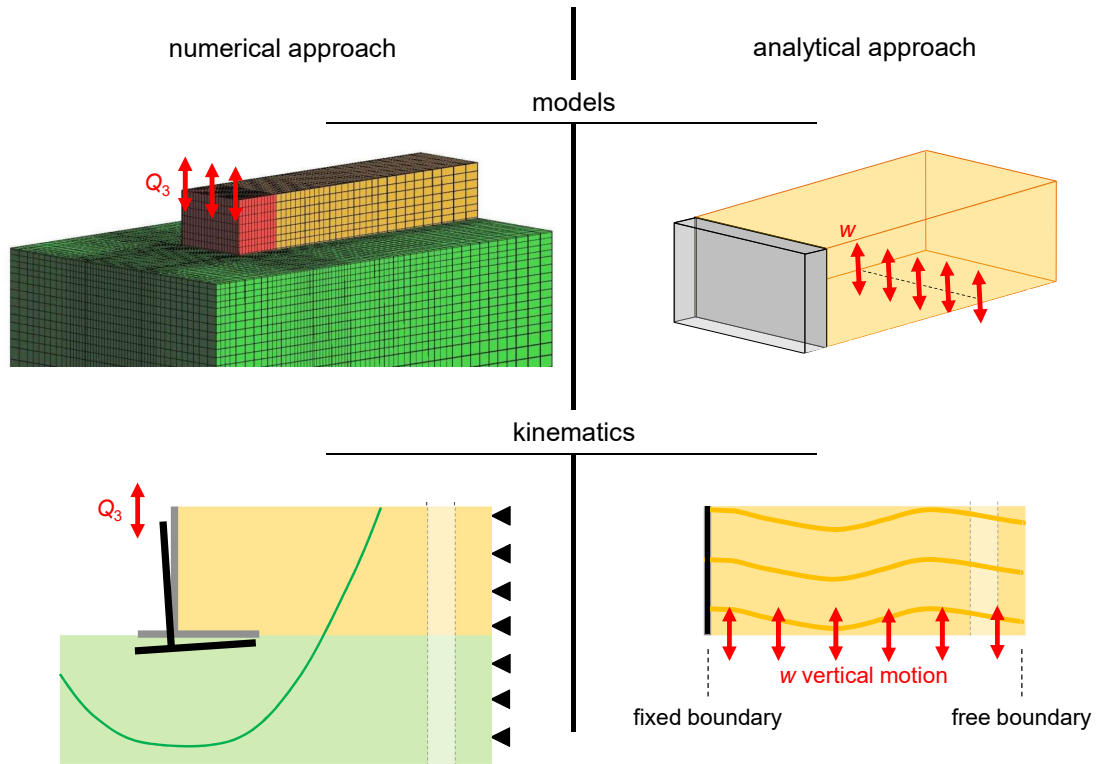 numerical approach
analytical approach
models
Q3
w
kinematics
Q3
w vertical motion
fixed boundary
free boundary